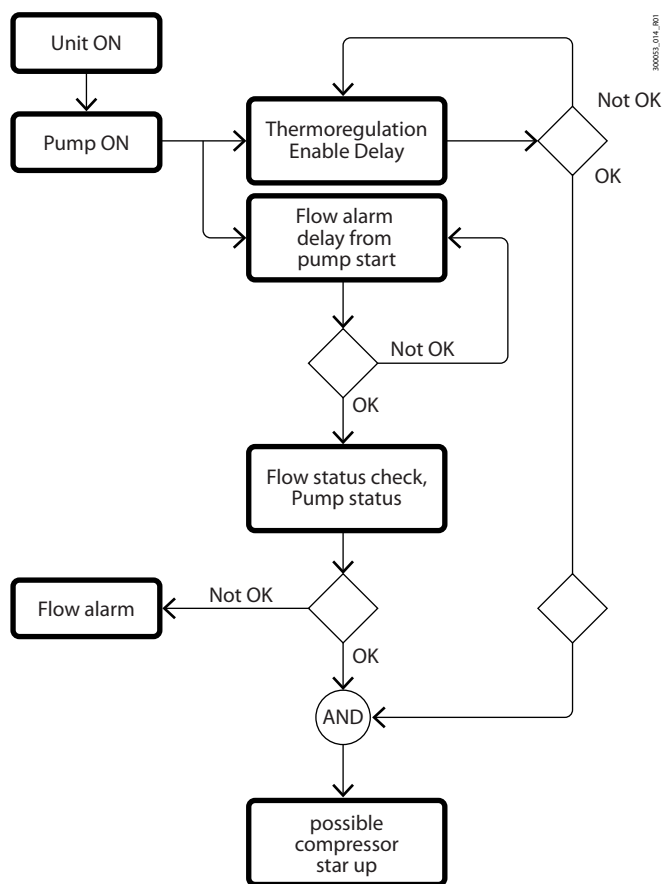 300053_014_R01
Unit ON
Not OK
Pump ON
Thermoregulation
Enable Delay
OK
Flow alarm
delay from
pump start
Not OK
OK
Flow status check,
Pump status
Flow alarm
Not OK
OK
AND
possible
compressor
star up